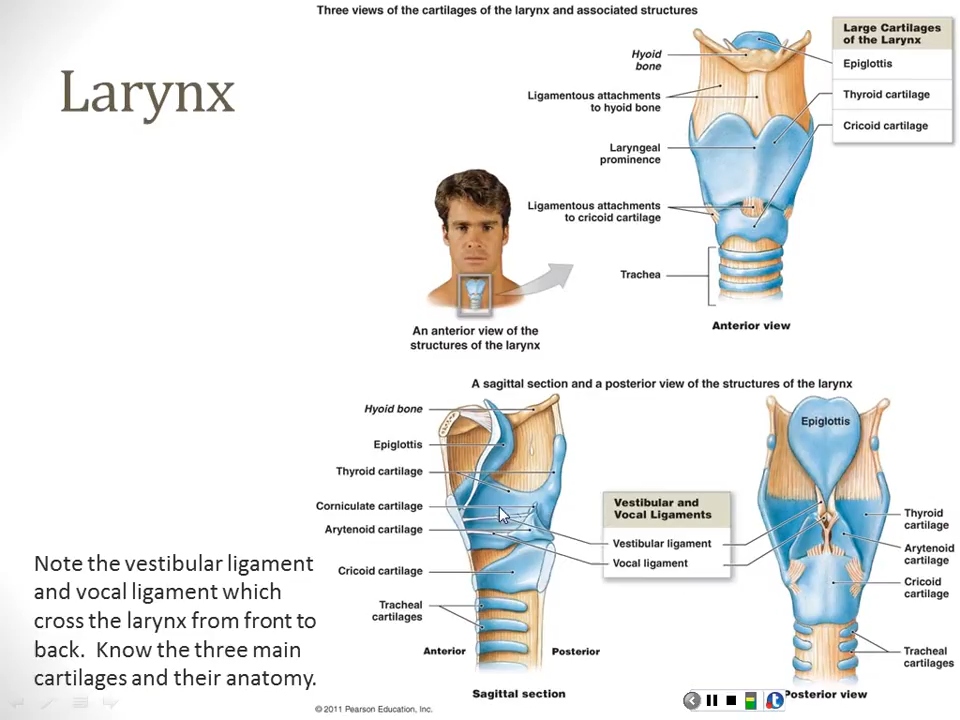 Three views of the cartilages of the larynx and associated structures
Larynx
Large Cartilages
of the Larynx
Epiglottis
Thyroid cartilage
Cricoid cartilage
Hyoid
bone
Ligamentous attachments
to hyoid bone
Laryngeal
prominence
Ligamentous attachments
to cricoid cartilage
Trachea
Anterior view
An anterior view of the
structures of the larynx
A sagittal section and a posterior view of the structures of the larynx
Hyoid bone
Epiglottis
Thyroid cartilage
Corniculate cartilage
Arytenoid cartilage
Cricoid cartilage
Tracheal
cartilages
Anterior
Posterior
Sagittal section
Vestibular and
Vocal Ligaments
Vestibular ligament
Vocal ligament
Epiglottis
Thyroid
cartilage
Arytenoid
cartilage
Cricoid
cartilage
Tracheal
cartilages
Posterior view
Note the vestibular ligament
and vocal ligament which
cross the larynx from front to
back. Know the three main
cartilages and their anatomy.
© 2011 Pearson Education, Inc.